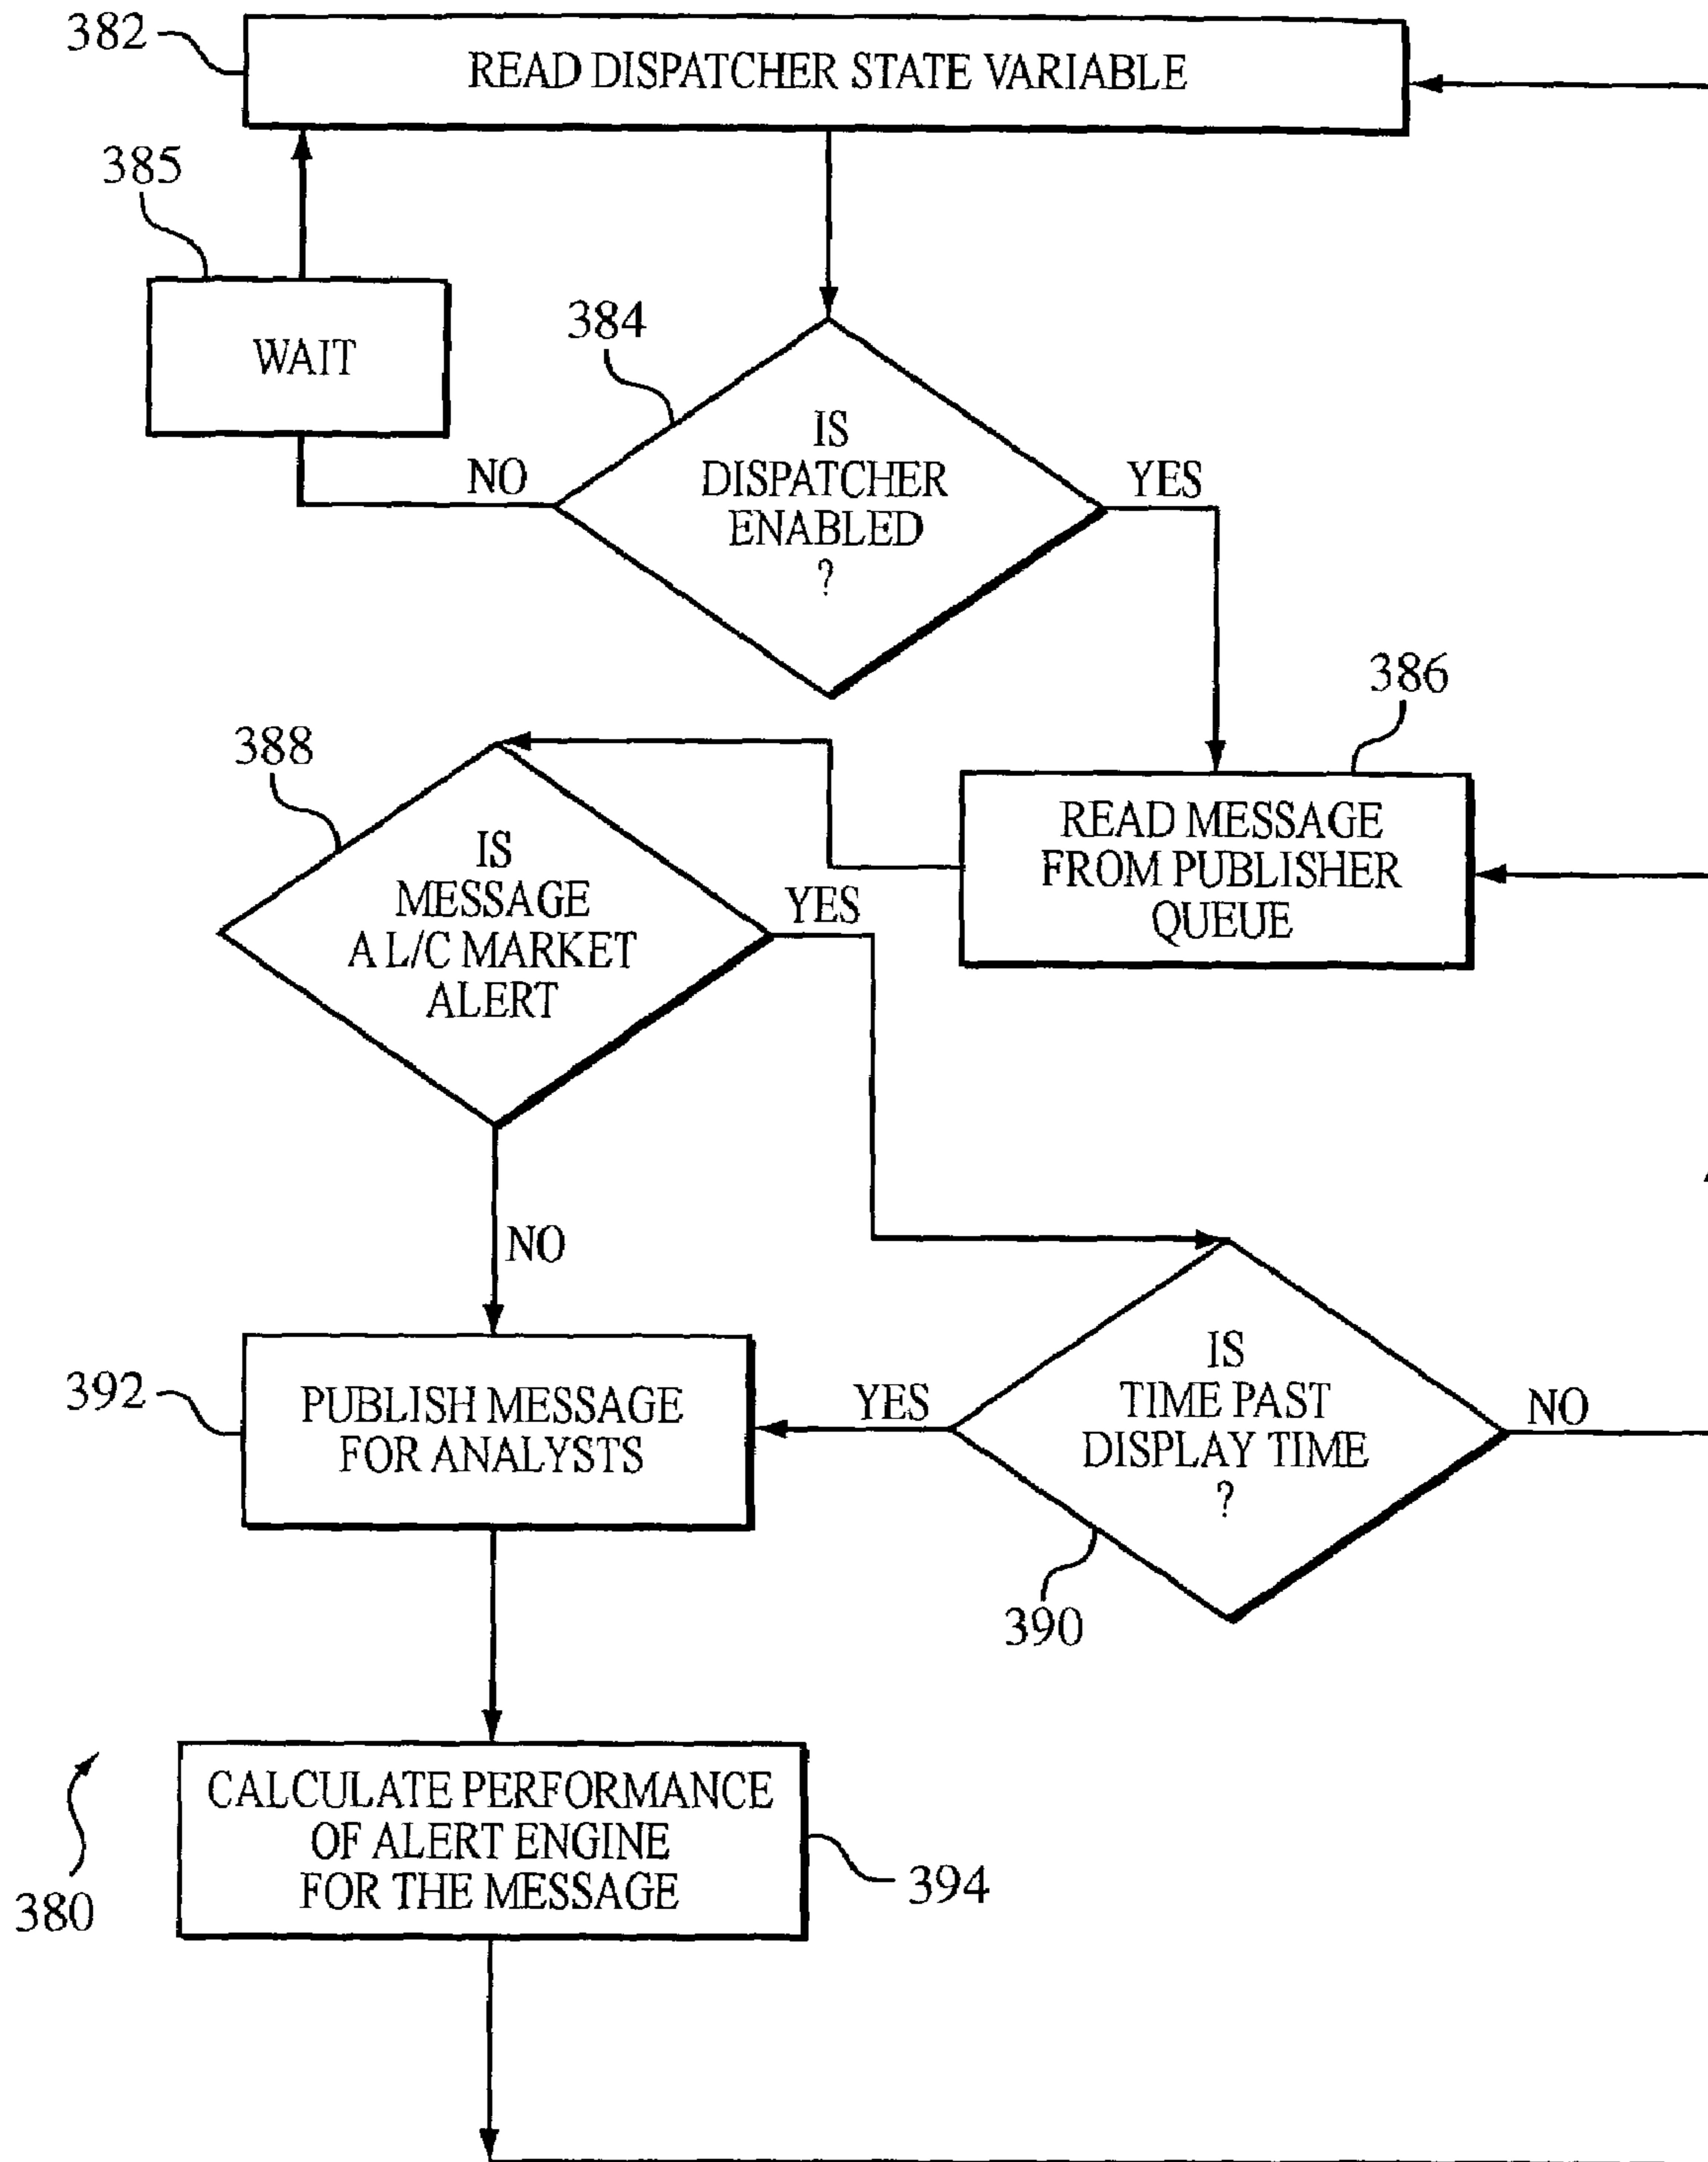 382
READ DISPATCHER STATE VARIABLE
385
WAIT
384
IS
DISPATCHER
ENABLED
?
NO
YES
386
READ MESSAGE
FROM PUBLISHER
QUEUE
388
IS
MESSAGE
A L/C MARKET
ALERT
YES
NO
392
PUBLISH MESSAGE
FOR ANALYSTS
YES
IS
TIME PAST
DISPLAY TIME
?
NO
390
380
CALCULATE PERFORMANCE
OF ALERT ENGINE
FOR THE MESSAGE
394